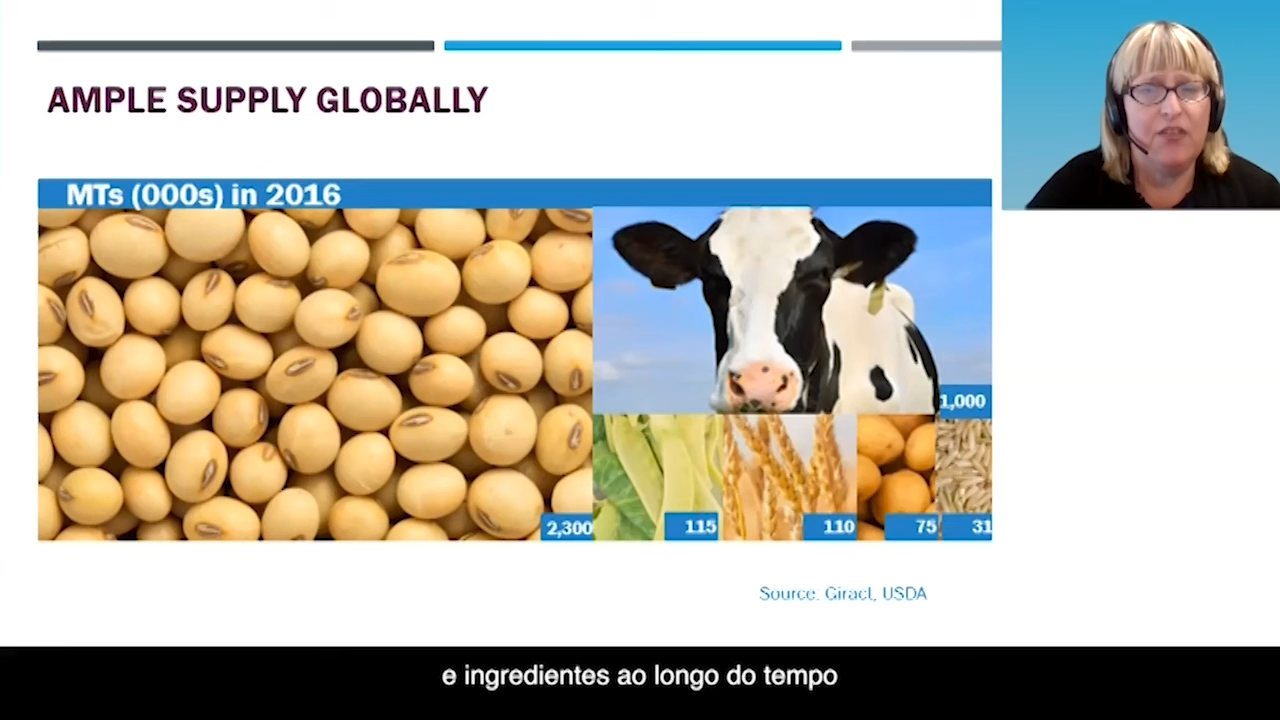 AMPLE SUPPLY GLOBALLY
MTs (000s) in 2016
1,000
2,300
115
110
75
31
Source. Giract, USDA
e ingredientes ao longo do tempo